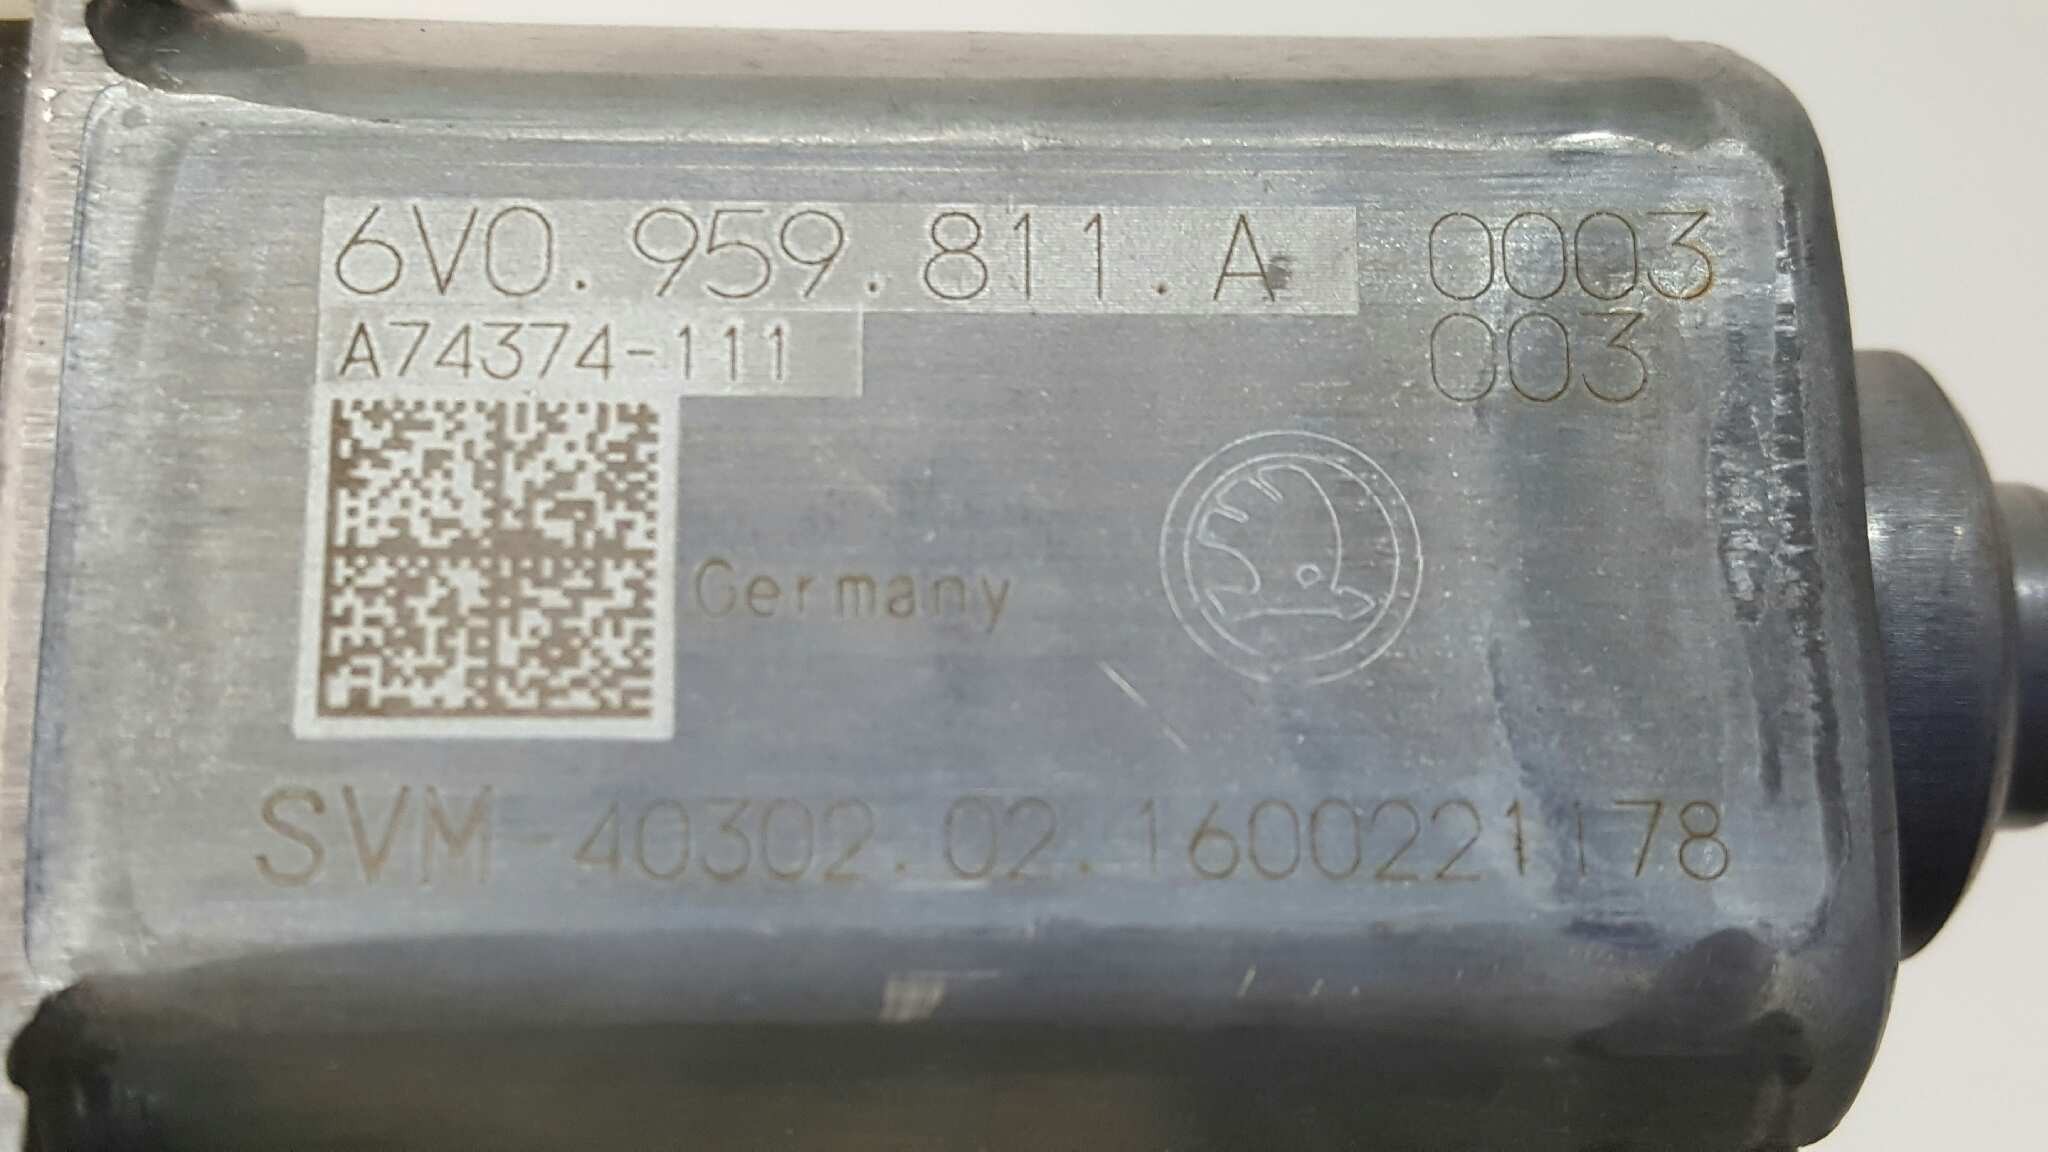 6V0.959.811.A 0003
A74374-111 003
Germany
SVM-40302.02.1600221178